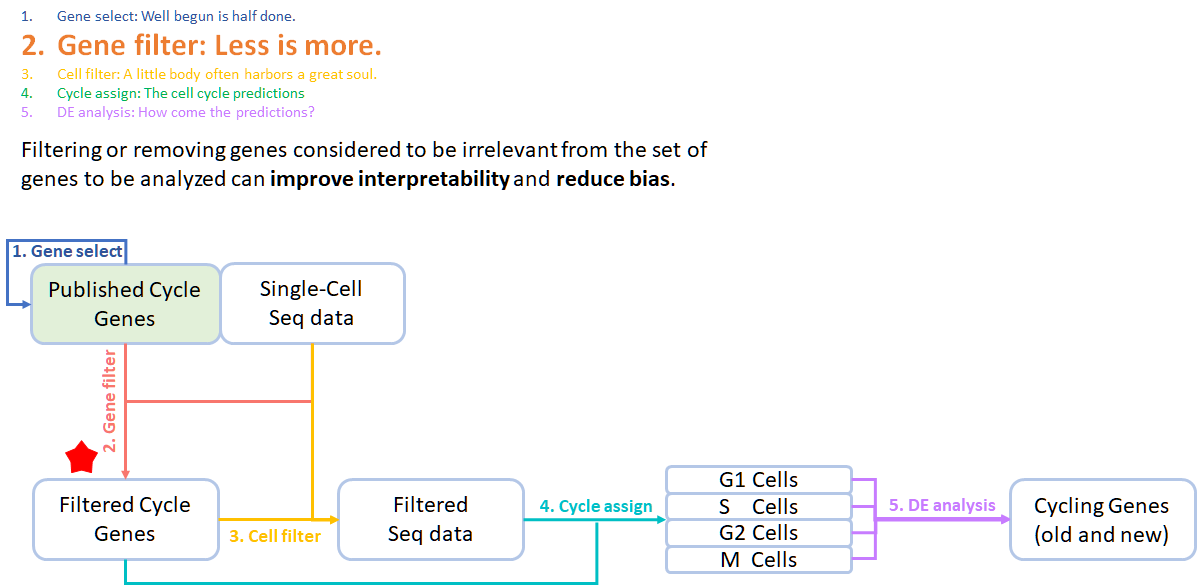 1. Gene select: Well begun is half done.
2. Gene filter: Less is more.
3. Cell filter: A little body often harbors a great soul.
4. Cycle assign: The cell cycle predictions
5. DE analysis: How come the predictions?
Filtering or removing genes considered to be irrelevant from the set of
genes to be analyzed can improve interpretability and reduce bias.
1. Gene select
Published Cycle
Genes
Single-Cell
Seq data
2. Gene filter
Filtered Cycle
Genes
3. Cell filter
Filtered
Seq data
4. Cycle assign
G1 Cells
S Cells
G2 Cells
M Cells
5. DE analysis
Cycling Genes
(old and new)